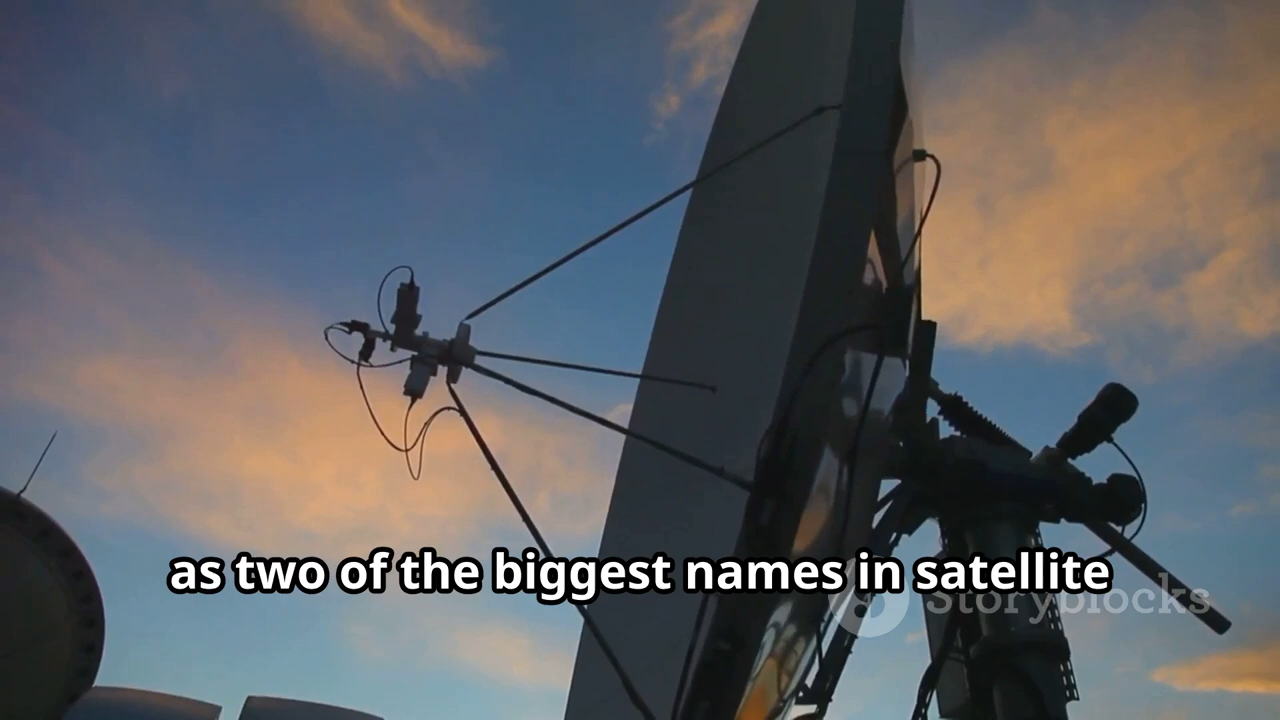 as two of the biggest names in satellite
Storyblocks